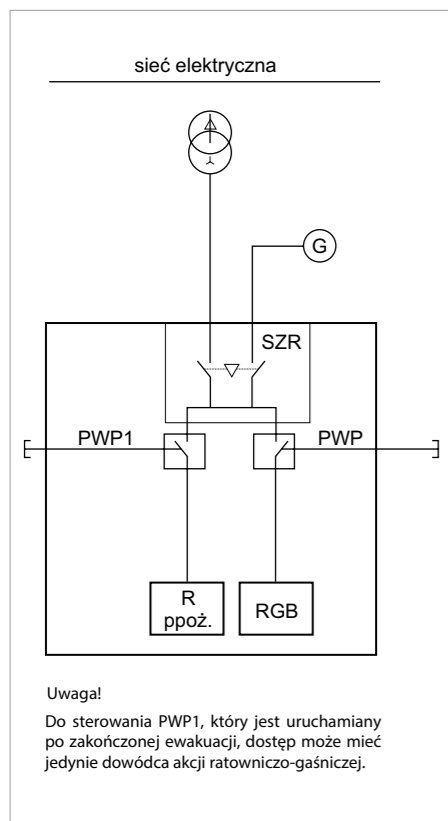 sieć elektryczna
G
SZR
PWP1
PWP
R
ppoż.
RGB
Uwaga!
Do sterowania PWP1, który jest uruchamiany
po zakończonej ewakuacji, dostęp może mieć
jedynie dowódca akcji ratowniczo-gaśniczej.